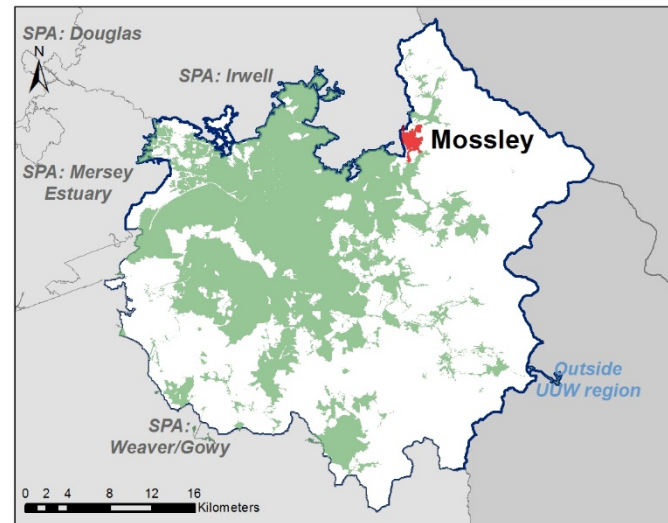 SPA: Douglas
N
SPA: Irwell
Mossley
SPA: Mersey
Estuary
Outside
UUW region
SPA:
Weaver/Gowy
0 2 4 8 12 16
Kilometers